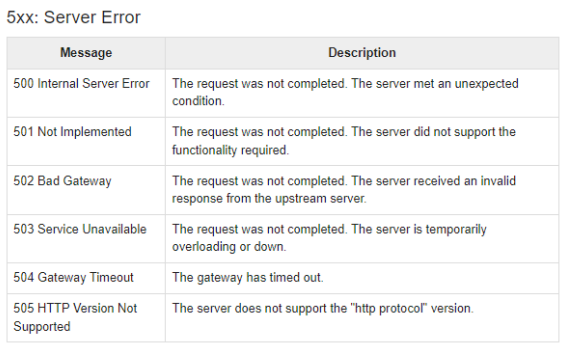 5xx: Server Error
Message Description
500 Internal Server Error The request was not completed. The server met an unexpected
condition.
501 Not Implemented The request was not completed. The server did not support the
functionality required.
502 Bad Gateway The request was not completed. The server received an invalid
response from the upstream server.
503 Service Unavailable The request was not completed. The server is temporarily
overloading or down.
504 Gateway Timeout The gateway has timed out.
505 HTTP Version Not The server does not support the "http protocol" version.
Supported